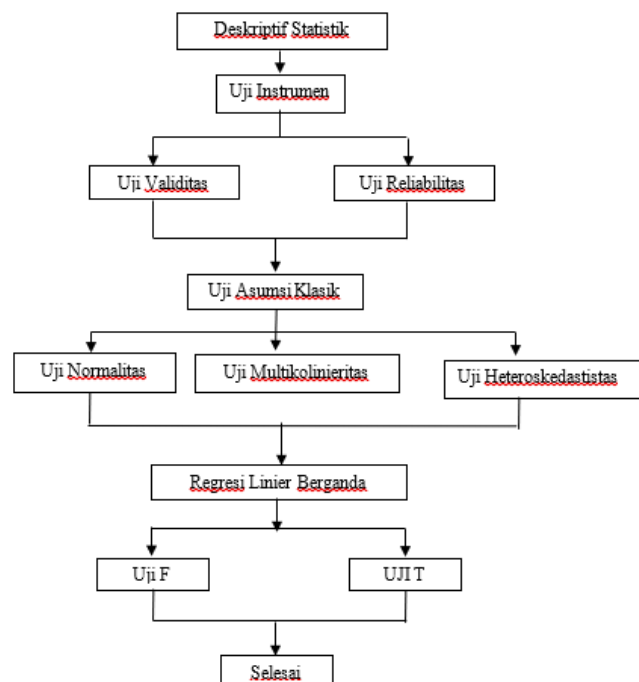 Deskriptif Statistik
Uji Instrumen
Uji Validitas
Uji Reliabilitas
Uji Asumsi Klasik
Uji Normalitas
Uji Multikolinieritas
Uji Heteroskedastistas
Regresi Linier Berganda
Uji F
UJI T
Selesai